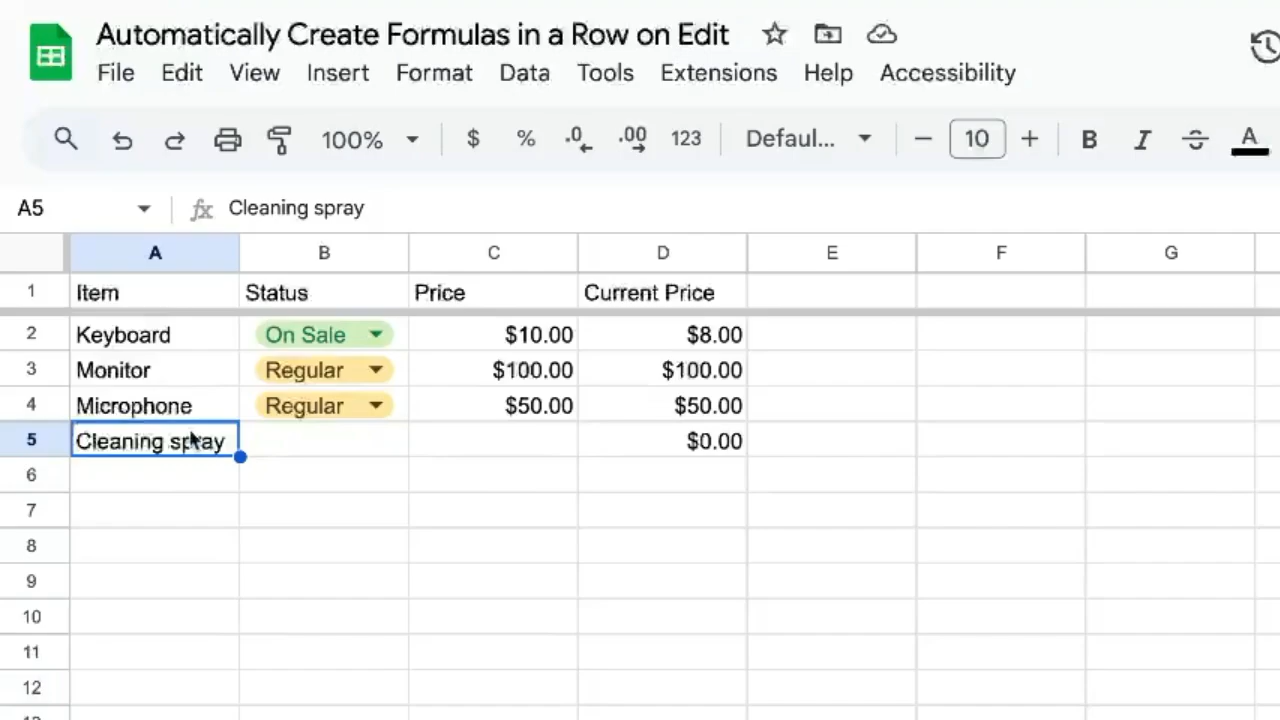 Automatically Create Formulas in a Row on Edit
File Edit View Insert Format Data Tools Extensions Help Accessibility
100% $ % .0 .00 123 Defaul... − 10 + B I S A
A5 fx Cleaning spray
A B C D E F G
1 Item Status Price Current Price
2 Keyboard On Sale $10.00 $8.00
3 Monitor Regular $100.00 $100.00
4 Microphone Regular $50.00 $50.00
5 Cleaning spray $0.00
6
7
8
9
10
11
12